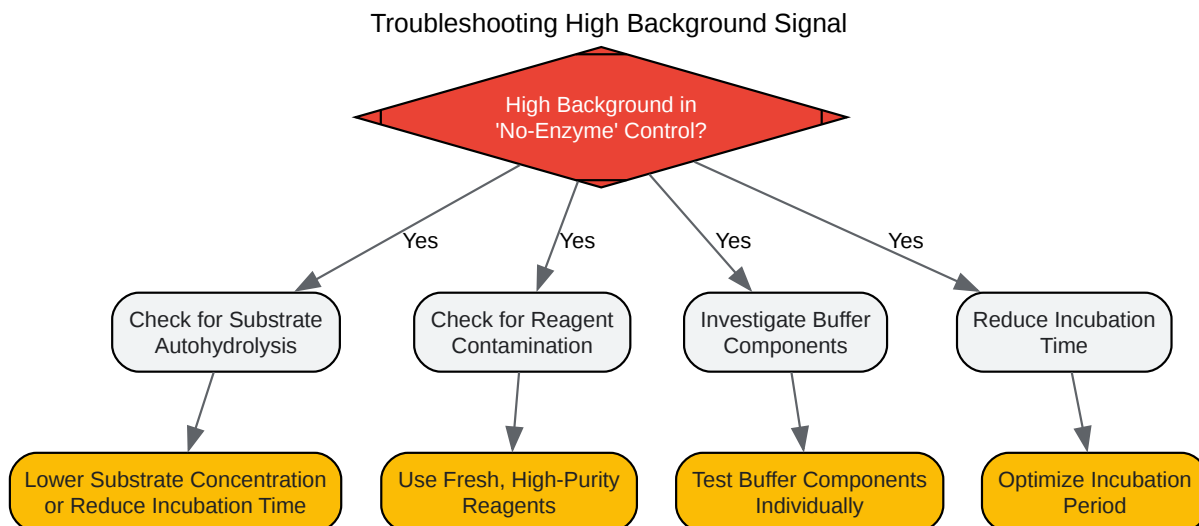 Troubleshooting High Background Signal
High Background in
'No-Enzyme' Control?
Yes
Yes
Yes
Yes
Check for Substrate
Autohydrolysis
Check for Reagent
Contamination
Investigate Buffer
Components
Reduce Incubation
Time
Lower Substrate Concentration
or Reduce Incubation Time
Use Fresh, High-Purity
Reagents
Test Buffer Components
Individually
Optimize Incubation
Period